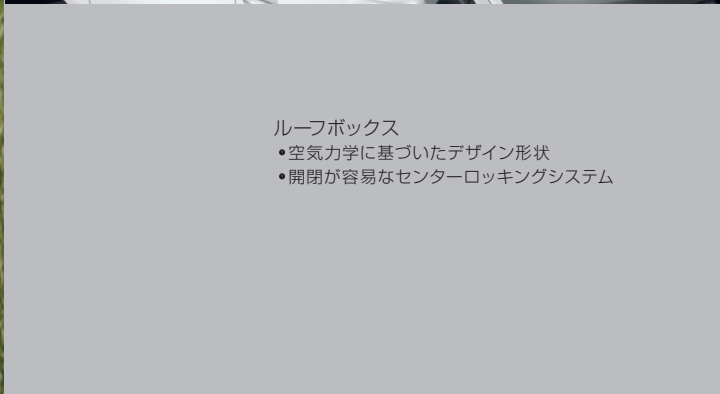 ルーフボックス
•空気力学に基づいたデザイン形状
•開閉が容易なセンターロッキングシステム